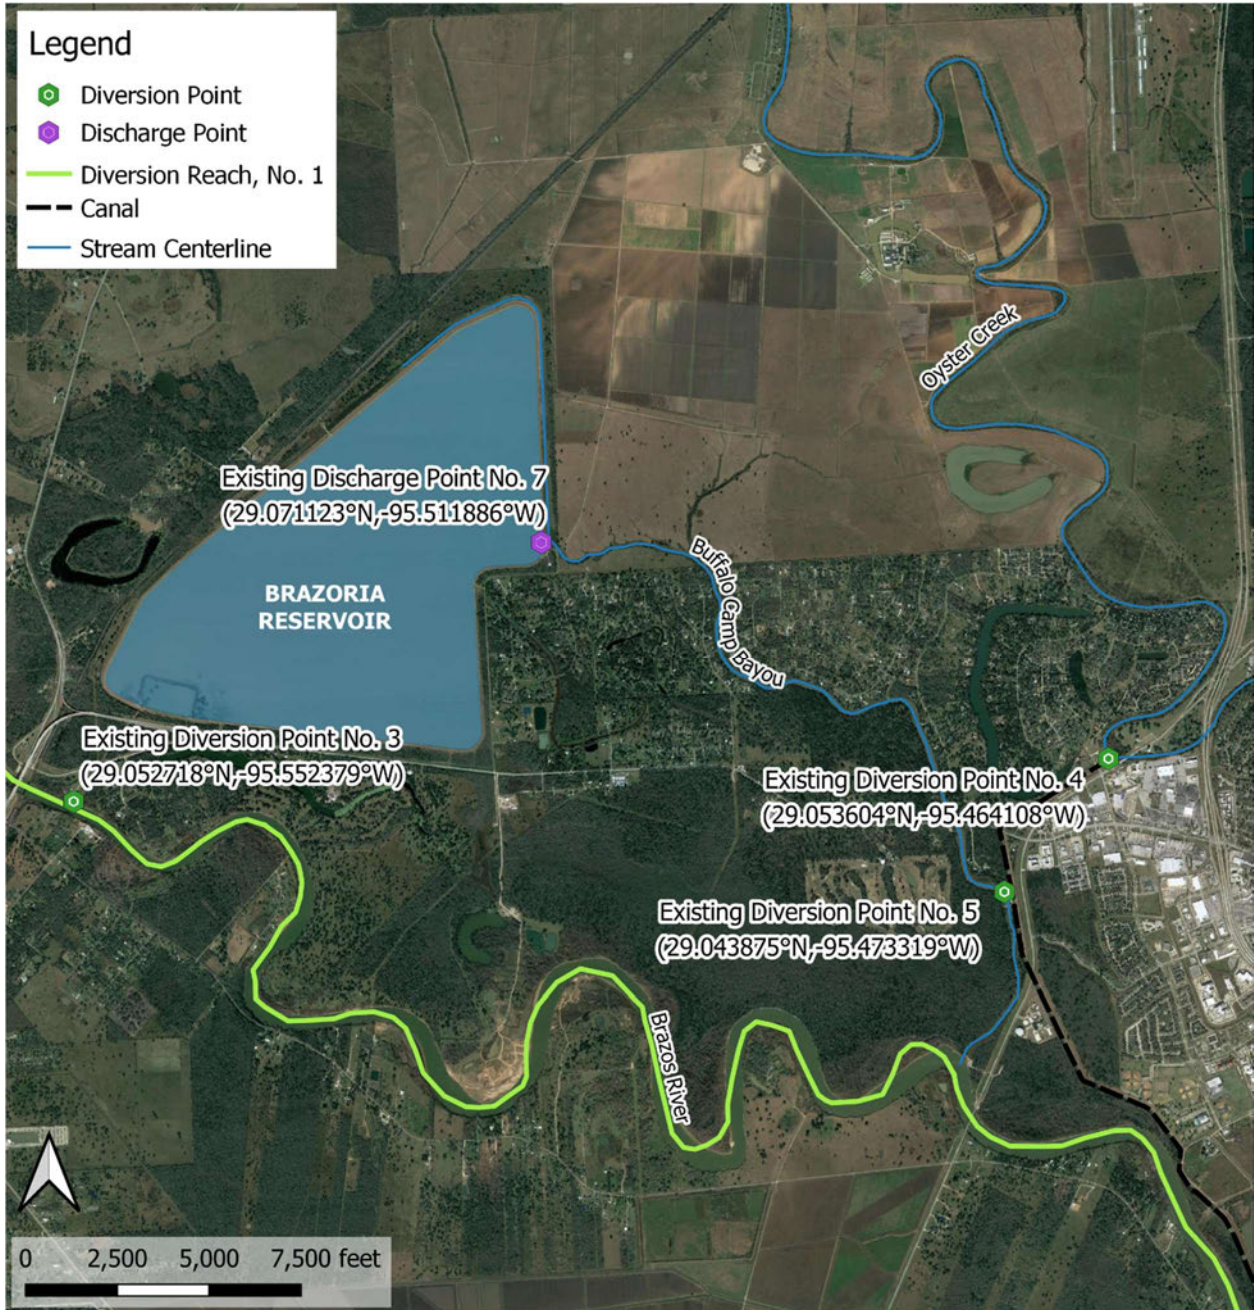 Legend
Diversion Point
Discharge Point
Diversion Reach, No. 1
Canal
Stream Centerline
Oyster Creek
Existing Discharge Point No. 7
(29.071123°N,-95.511886°W)
Buffalo Camp Bayou
BRAZORIA
RESERVOIR
Existing Diversion Point No. 3
(29.052718°N,-95.552379°W)
Existing Diversion Point No. 4
(29.053604°N,-95.464108°W)
Existing Diversion Point No. 5
(29.043875°N,-95.473319°W)
Brazos River
0 2,500 5,000 7,500 feet